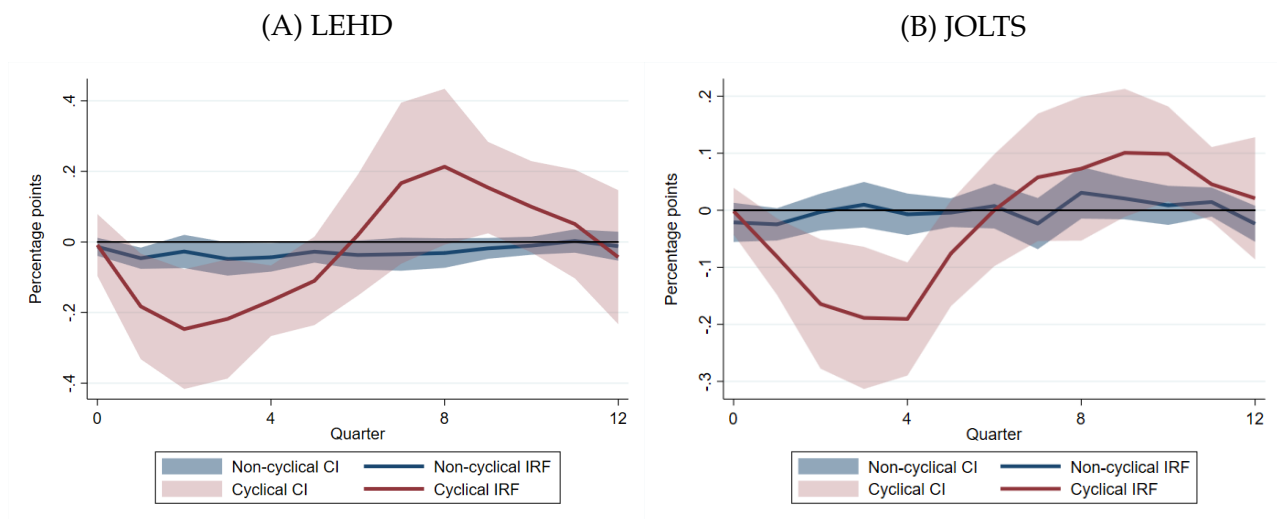 (A) LEHD
Percentage points
.4
.2
0
-.2
-.4
0 4 8 12
Quarter
Non-cyclical CI Non-cyclical IRF
Cyclical CI Cyclical IRF
(B) JOLTS
Percentage points
.2
.1
0
-.1
-.2
-.3
0 4 8 12
Quarter
Non-cyclical CI Non-cyclical IRF
Cyclical CI Cyclical IRF